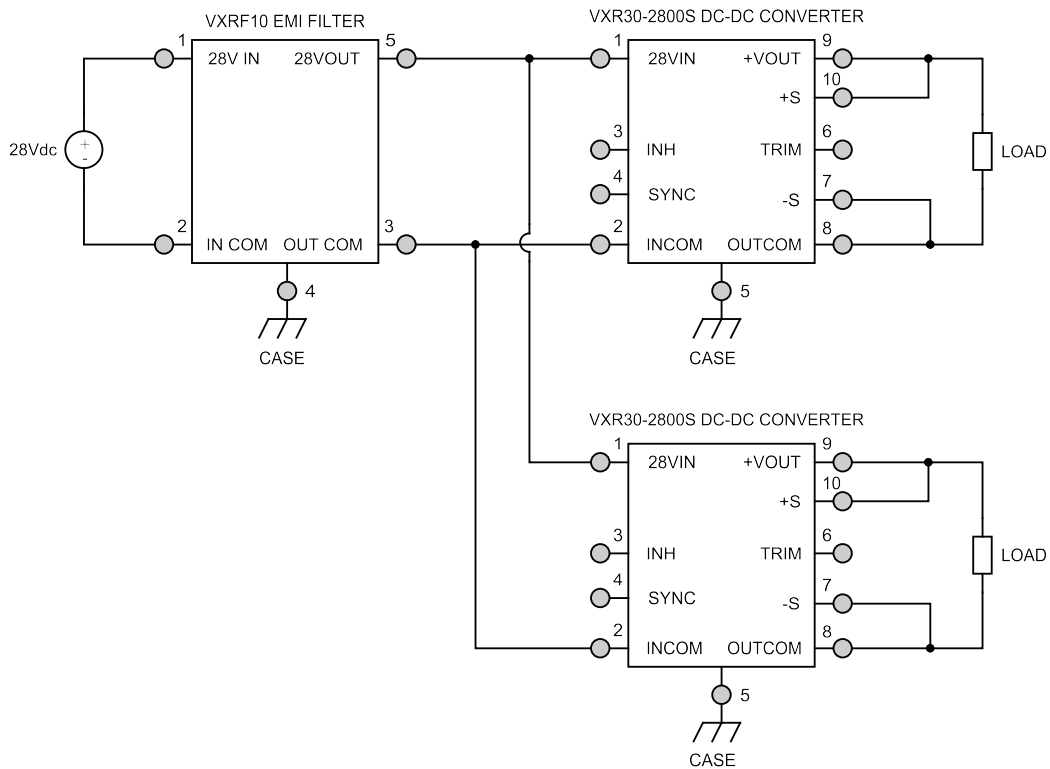 VXRF10 EMI FILTER
1
28V IN
28VOUT
5
28Vdc
+
-
2
IN COM
OUT COM
3
4
CASE
VXR30-2800S DC-DC CONVERTER
1
28VIN
+VOUT
9
+S
10
3
INH
TRIM
6
4
SYNC
-S
7
2
INCOM
OUTCOM
8
LOAD
5
CASE
VXR30-2800S DC-DC CONVERTER
1
28VIN
+VOUT
9
+S
10
3
INH
TRIM
6
4
SYNC
-S
7
2
INCOM
OUTCOM
8
LOAD
5
CASE